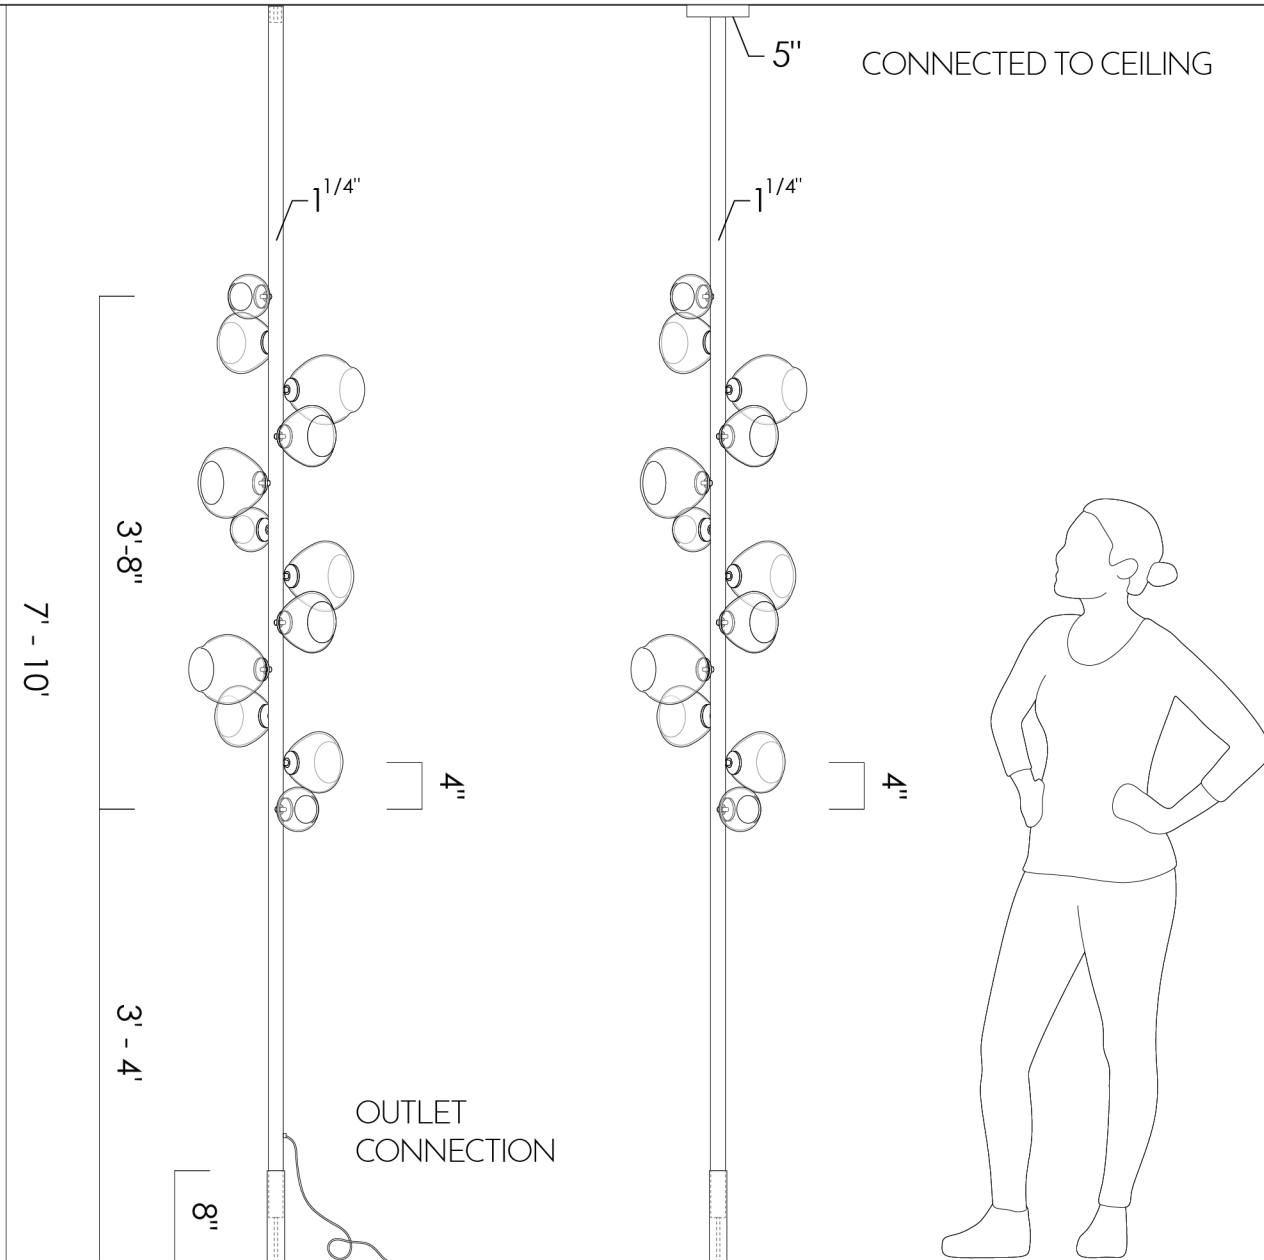 5"
CONNECTED TO CEILING
1 1/4"
1 1/4"
3'-8"
7' - 10'
4"
4"
3' - 4'
OUTLET
CONNECTION
8"